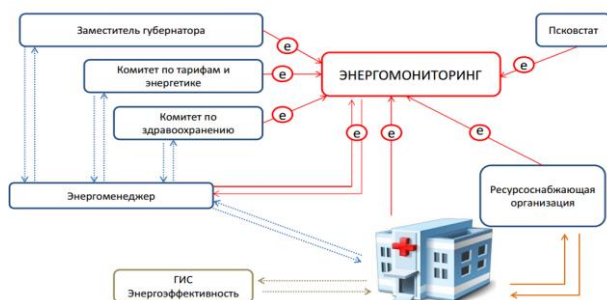 Заместитель губернатора
е
Псковстат
Комитет по тарифам и
энергетике
е
ЭНЕРГОМОНИТОРИНГ
е
Комитет по
здравоохранению
е
е
е
е
Энергоменеджер
Ресурсоснабжающая
организация
ГИС
Энергоэффективность